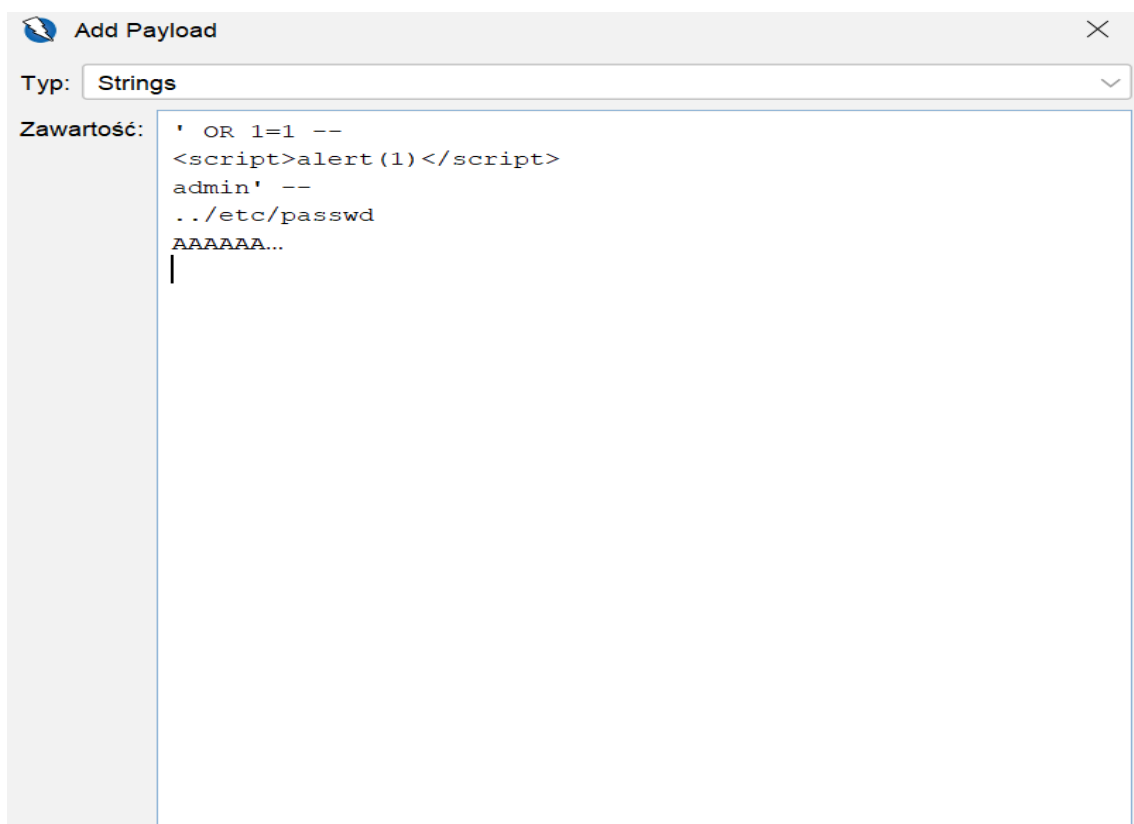 Add Payload
Typ: Strings
Zawartość:
' OR 1=1 --
<script>alert(1)</script>
admin' --
../etc/passwd
AAAAAA...